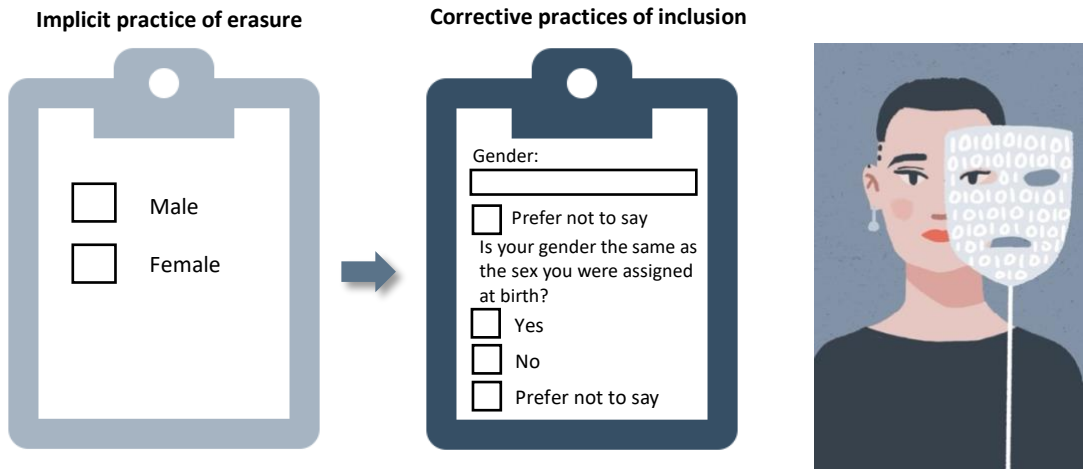 Implicit practice of erasure
Male
Female
Corrective practices of inclusion
Gender:
Prefer not to say
Is your gender the same as
the sex you were assigned
at birth?
Yes
No
Prefer not to say